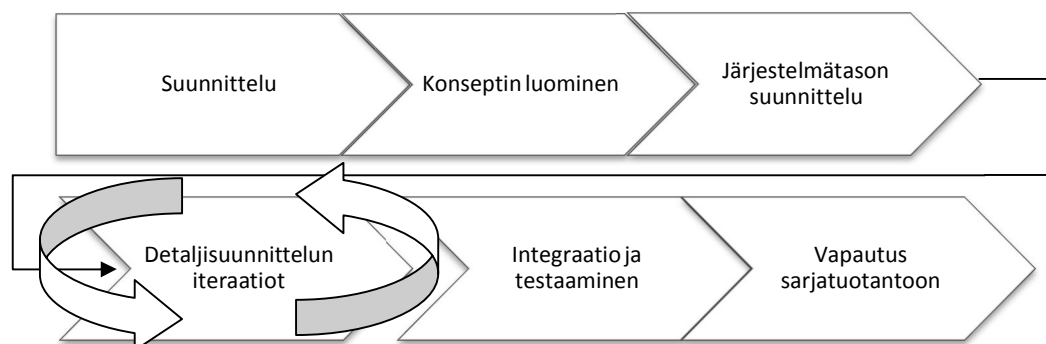 Suunnittelu
Konseptin luominen
Järjestelmätason
suunnittelu
Detaljisuunnittelun
iteraatiot
Integraatio ja
testaaminen
Vapautus
sarjatuotantoon